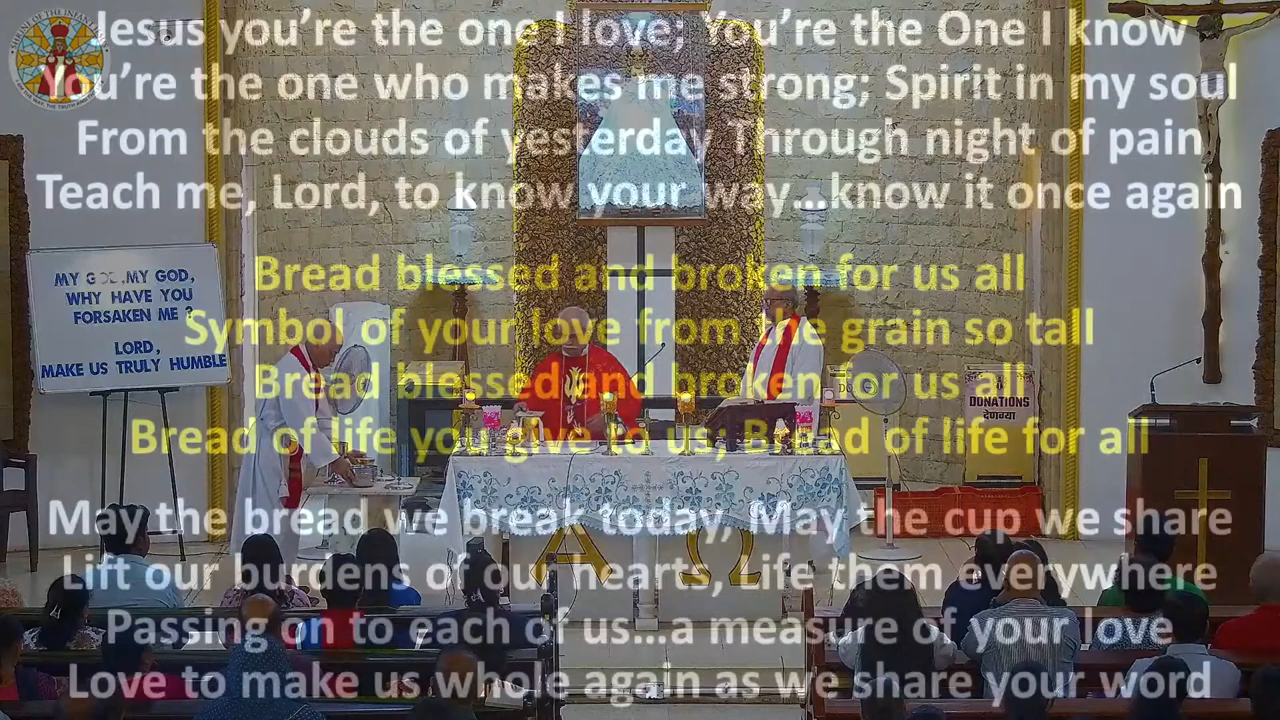 Jesus you're the one I love; You're the One I know
You're the one who makes me strong; Spirit in my soul
From the clouds of yesterday Through night of pain
Teach me, Lord, to know your way...know it once again
Bread blessed and broken for us all
Symbol of your love from the grain so tall
Bread blessed and broken for us all
Bread of life you give to us; Bread of life for all
May the bread we break today, May the cup we share
Lift our burdens of our hearts, Life them everywhere
Passing on to each of us...a measure of your love
Love to make us whole again as we share your word
MY GOD..MY GOD,
WHY HAVE YOU
FORSAKEN ME ?
LORD,
MAKE US TRULY HUMBLE
DONATIONS
देणग्या
Α Ω